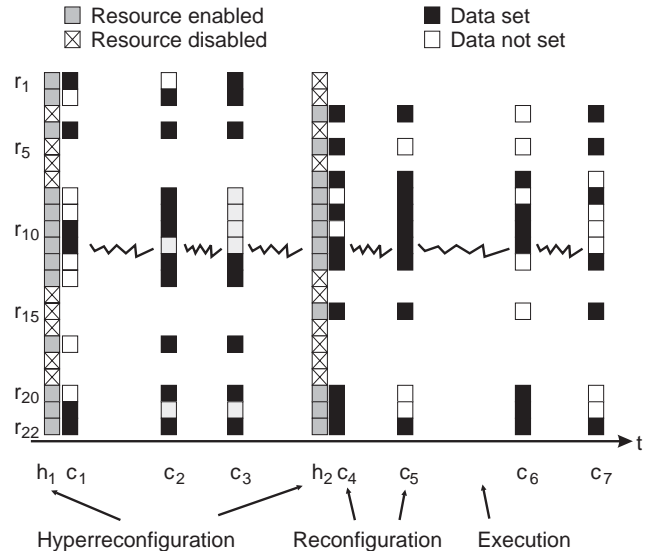 Resource enabled
Resource disabled
Data set
Data not set
r1
r5
r10
r15
r20
r22
t
h1 c1 c2 c3 h2 c4 c5 c6 c7
Hyperreconfiguration Reconfiguration Execution